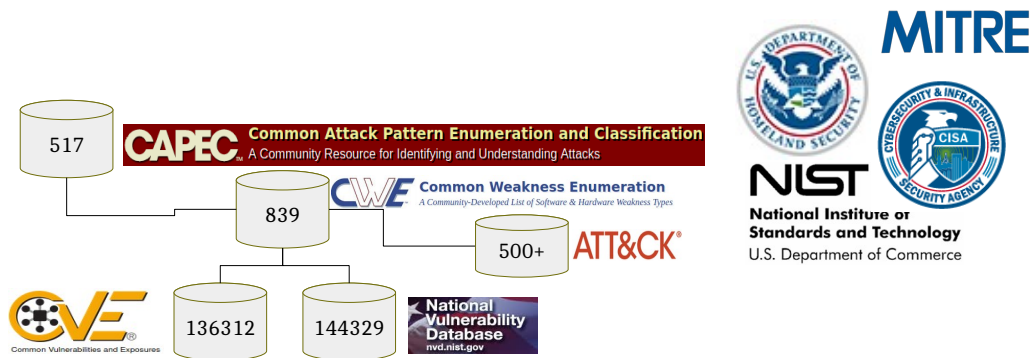 517
CAPEC™ Common Attack Pattern Enumeration and Classification
A Community Resource for Identifying and Understanding Attacks
839
CWE™ Common Weakness Enumeration
A Community-Developed List of Software & Hardware Weakness Types
500+
ATT&CK®
CVE®
Common Vulnerabilities and Exposures
136312
144329
National
Vulnerability
Database
nvd.nist.gov
MITRE
U.S. DEPARTMENT OF
HOMELAND SECURITY
CYBERSECURITY & INFRASTRUCTURE
CISA
SECURITY AGENCY
NIST
National Institute of
Standards and Technology
U.S. Department of Commerce